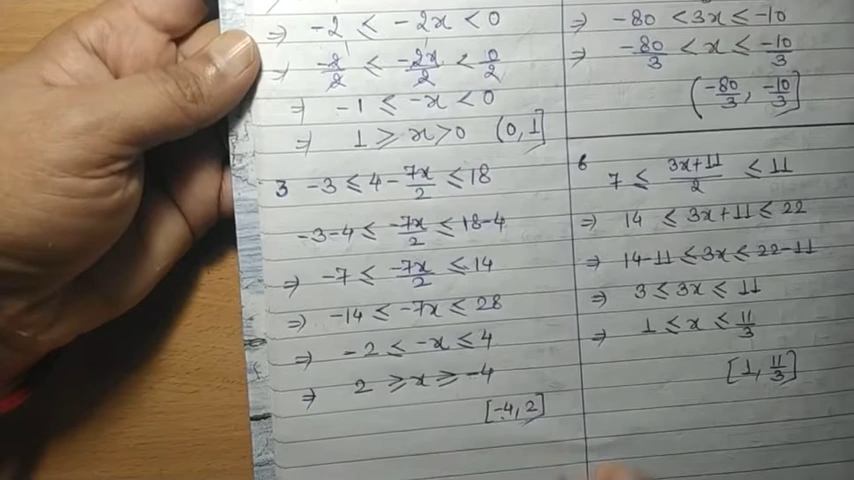 ⇒ -2 ≤ -2x < 0
⇒ -2/2 ≤ -2x/2 < 0/2
⇒ -1 ≤ -x < 0
⇒ 1 ≥ x > 0 (0, 1]
3 -3 ≤ 4 - 7x/2 ≤ 18
-3-4 ≤ -7x/2 ≤ 18-4
⇒ -7 ≤ -7x/2 ≤ 14
⇒ -14 ≤ -7x ≤ 28
⇒ -2 ≤ -x ≤ 4
⇒ 2 ≥ x ≥ -4
[-4, 2]
⇒ -80 < 3x ≤ -10
⇒ -80/3 < x ≤ -10/3
(-80/3, -10/3]
6 7 ≤ 3x+11/2 ≤ 11
⇒ 14 ≤ 3x+11 ≤ 22
⇒ 14-11 ≤ 3x ≤ 22-11
⇒ 3 ≤ 3x ≤ 11
⇒ 1 ≤ x ≤ 11/3
[1, 11/3]